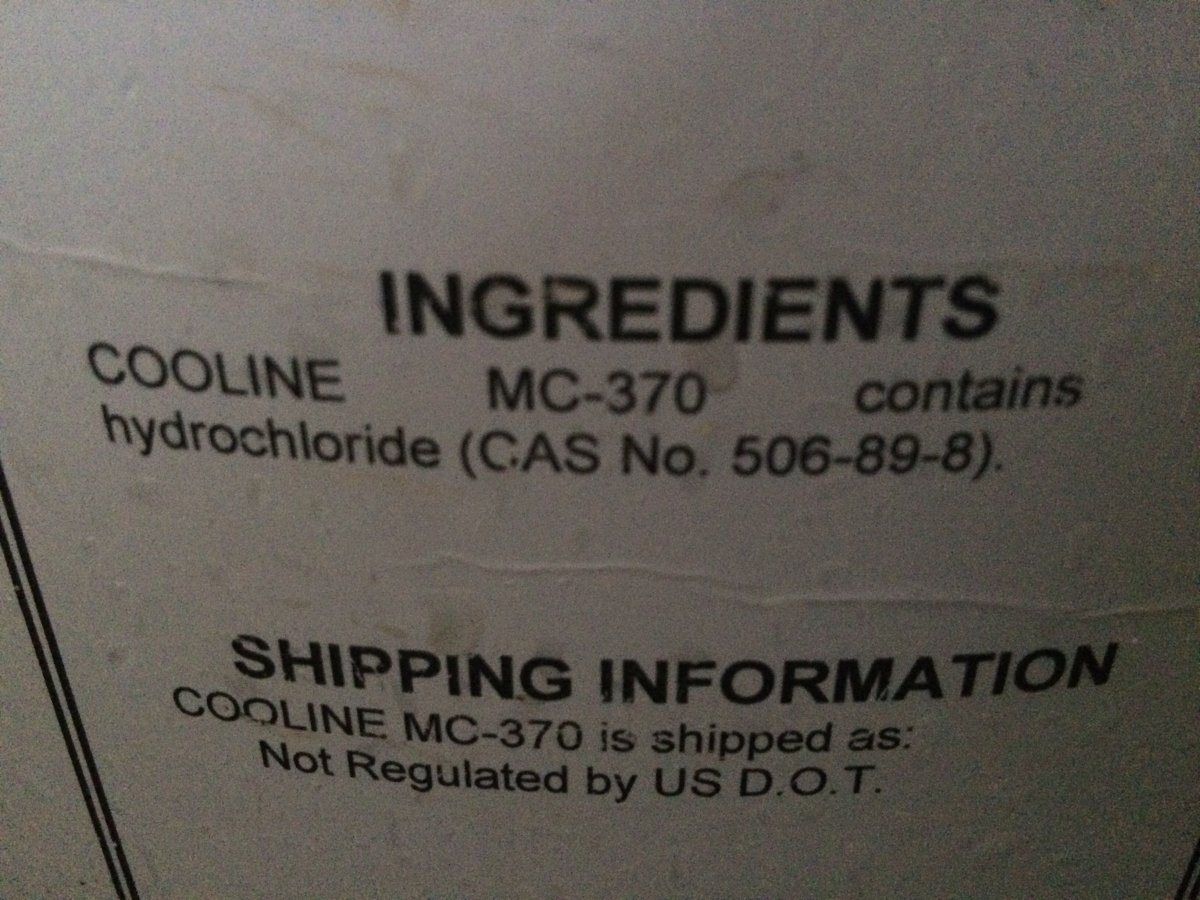 INGREDIENTS
COOLINE MC-370 contains
hydrochloride (CAS No. 506-89-8).
SHIPPING INFORMATION
COOLINE MC-370 is shipped as:
Not Regulated by US D.O.T.